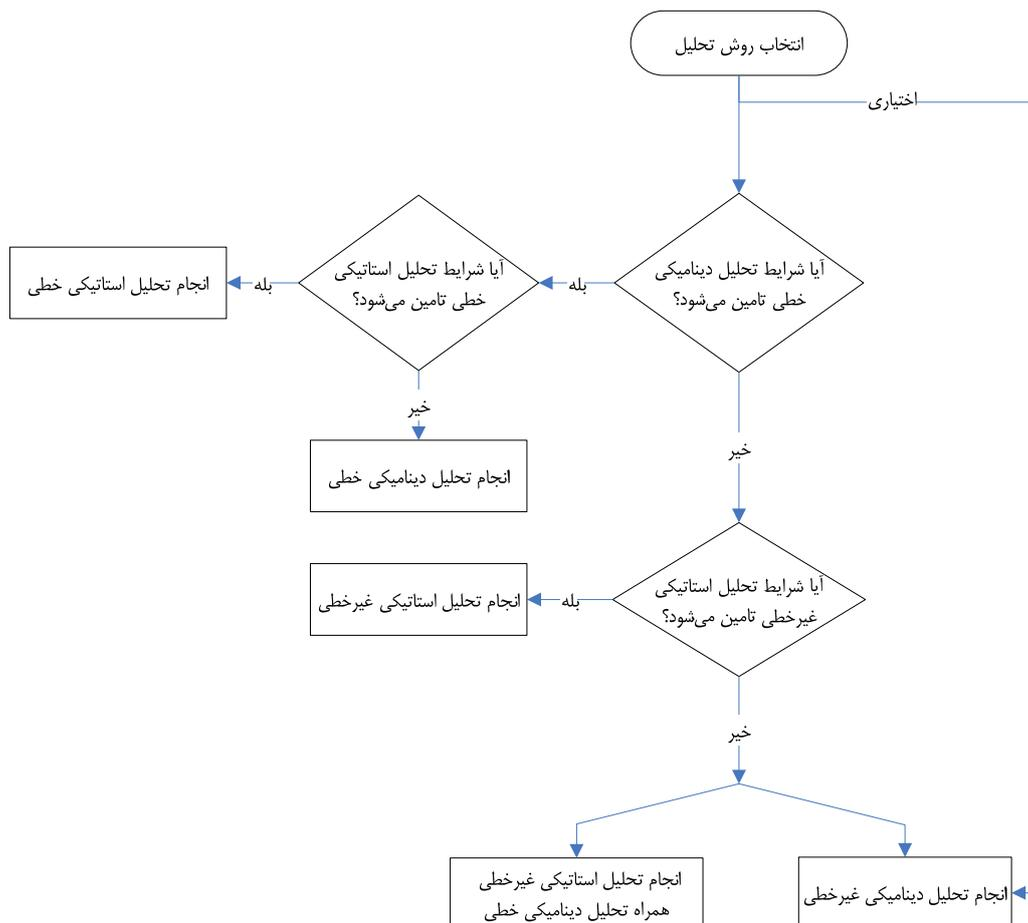 انتخاب روش تحلیل
اختیاری
آیا شرایط تحلیل دینامیکی
خطی تامین می‌شود؟
بله
آیا شرایط تحلیل استاتیکی
خطی تامین می‌شود؟
بله
انجام تحلیل استاتیکی خطی
خیر
انجام تحلیل دینامیکی خطی
خیر
آیا شرایط تحلیل استاتیکی
غیرخطی تامین می‌شود؟
بله
انجام تحلیل استاتیکی غیرخطی
خیر
انجام تحلیل دینامیکی غیرخطی
انجام تحلیل استاتیکی غیرخطی
همراه تحلیل دینامیکی خطی